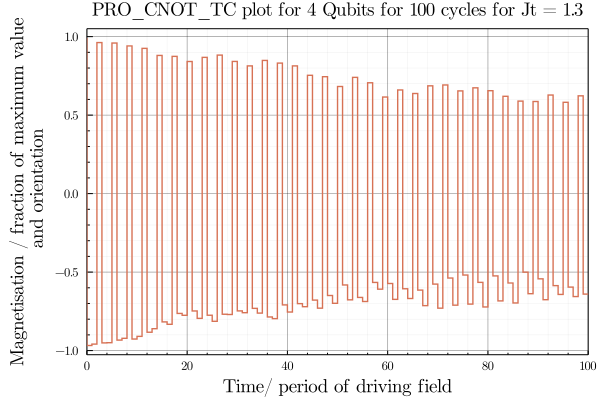 PRO_CNOT_TC plot for 4 Qubits for 100 cycles for Jt = 1.3
Magnetisation / fraction of maximum value
and orientation
1.0
0.5
0.0
−0.5
−1.0
0
20
40
60
80
100
Time/ period of driving field